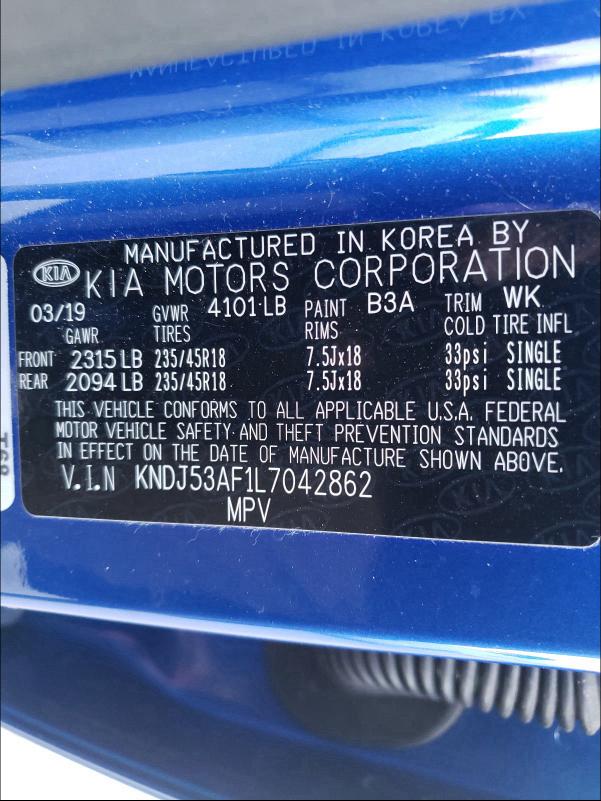 MANUFACTURED IN KOREA BY
KIA KIA MOTORS CORPORATION
03/19 GVWR 4101 LB PAINT B3A TRIM WK
GAWR TIRES RIMS COLD TIRE INFL
FRONT 2315 LB 235/45R18 7.5Jx18 33psi SINGLE
REAR 2094 LB 235/45R18 7.5Jx18 33psi SINGLE
THIS VEHICLE CONFORMS TO ALL APPLICABLE U.S.A. FEDERAL
MOTOR VEHICLE SAFETY AND THEFT PREVENTION STANDARDS
IN EFFECT ON THE DATE OF MANUFACTURE SHOWN ABOVE.
V.I.N KNDJ53AF1L7042862
MPV